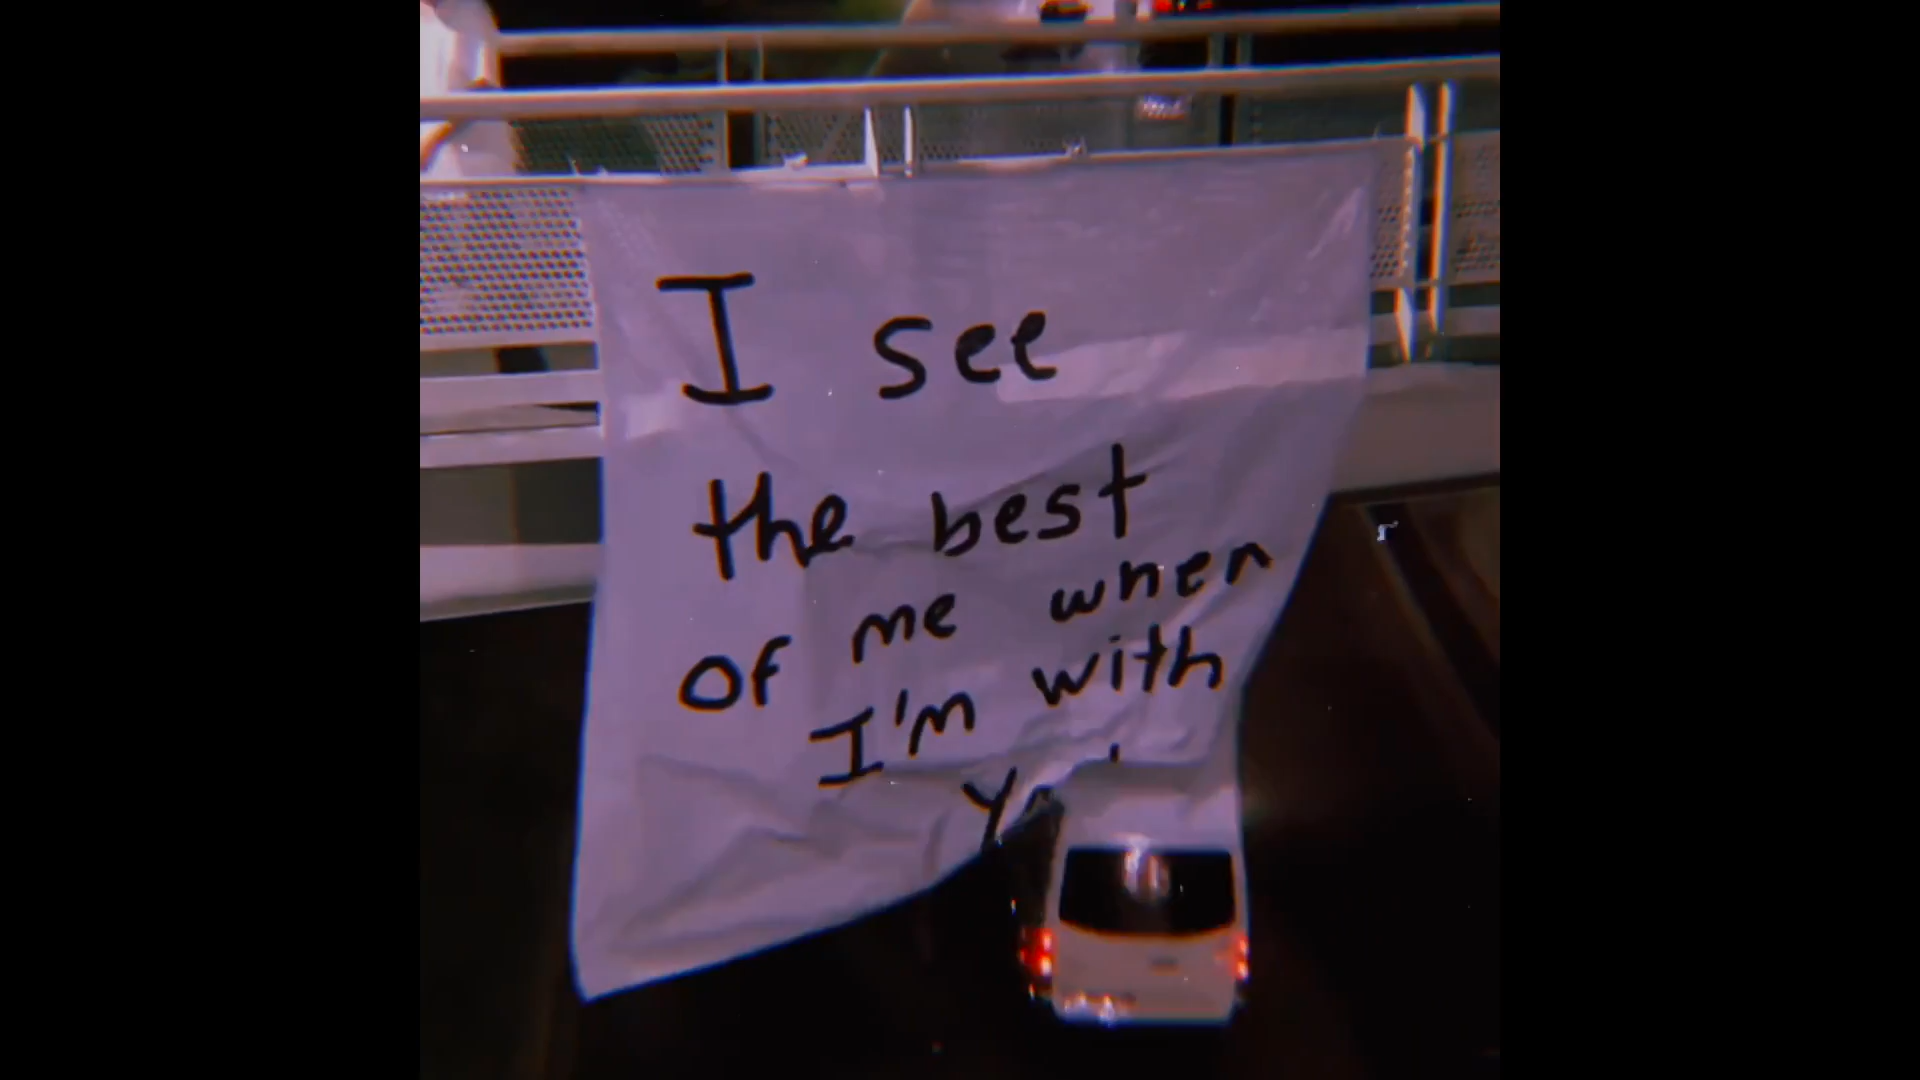 I see
the best
of me when
I'm with